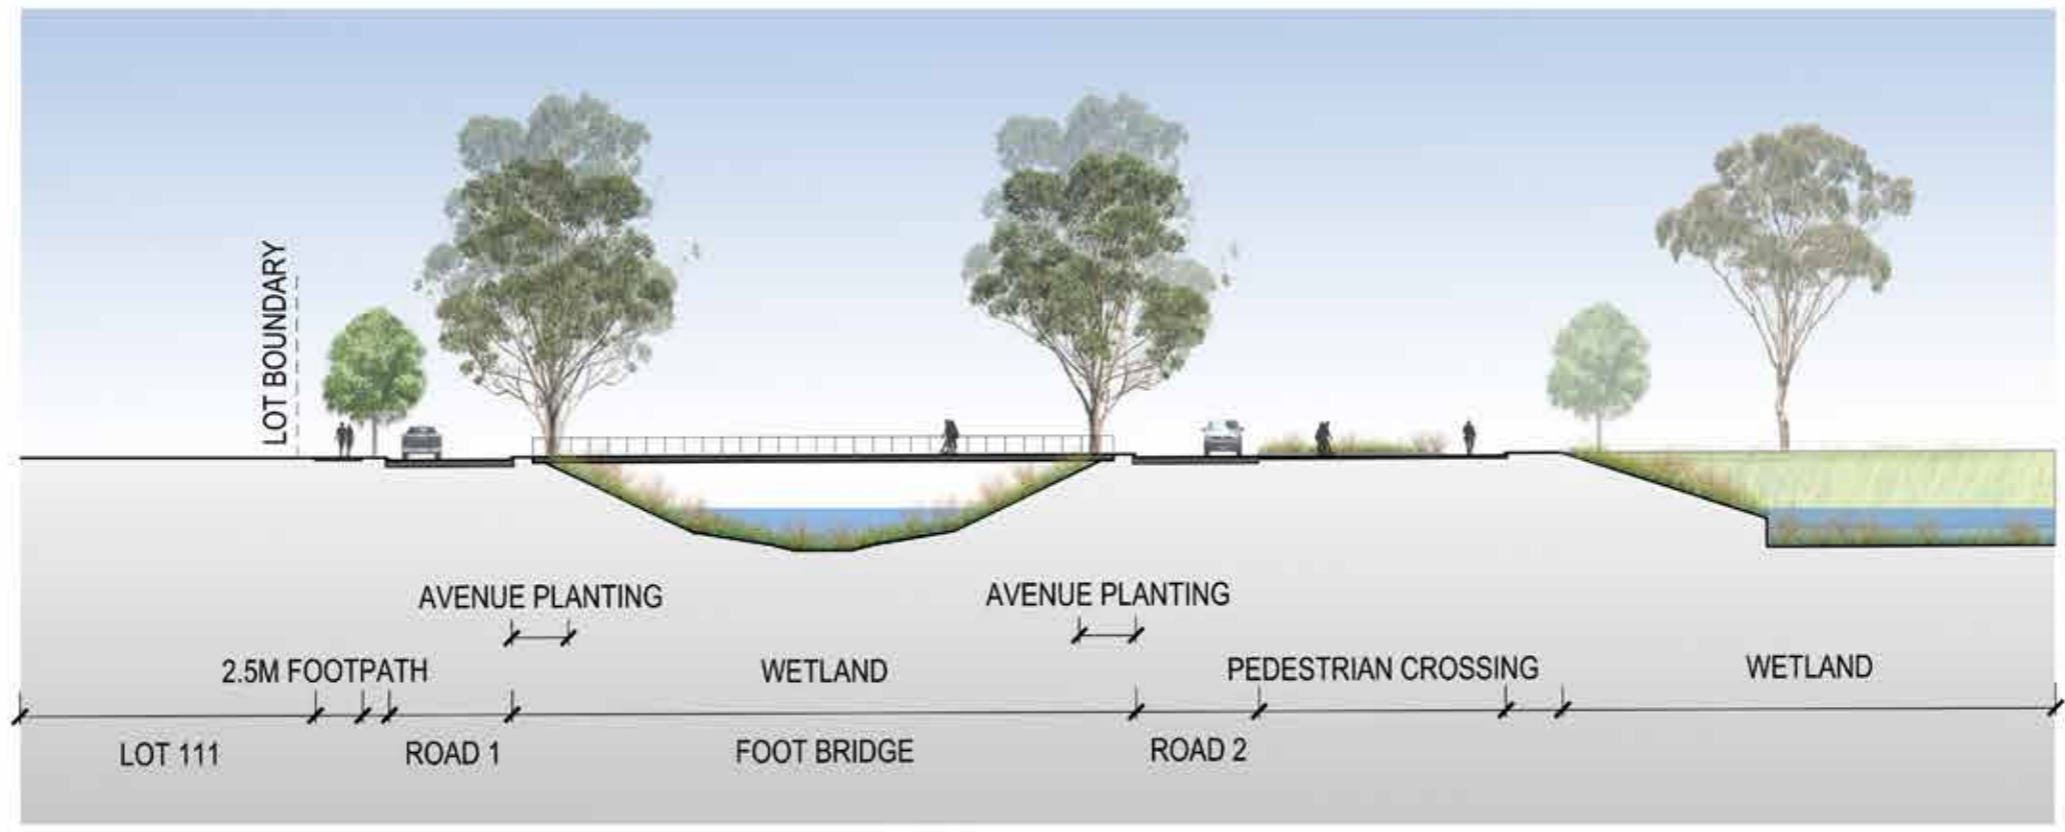 LOT BOUNDARY
AVENUE PLANTING
AVENUE PLANTING
2.5M FOOTPATH
WETLAND
PEDESTRIAN CROSSING
WETLAND
LOT 111
ROAD 1
FOOT BRIDGE
ROAD 2